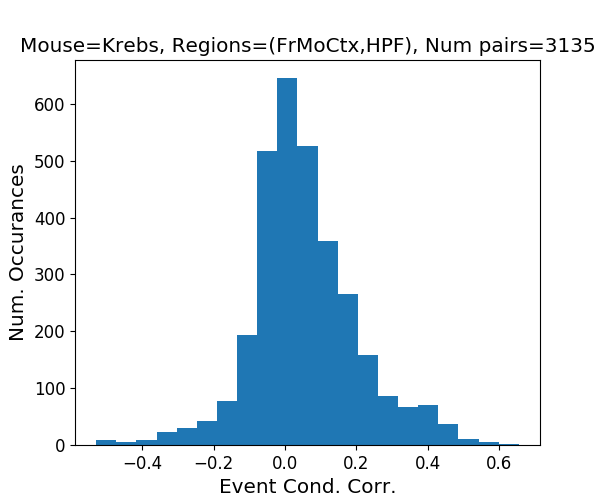 Mouse=Krebs, Regions=(FrMoCtx,HPF), Num pairs=3135
Num. Occurances
600
500
400
300
200
100
0
−0.4 −0.2 0.0 0.2 0.4 0.6
Event Cond. Corr.